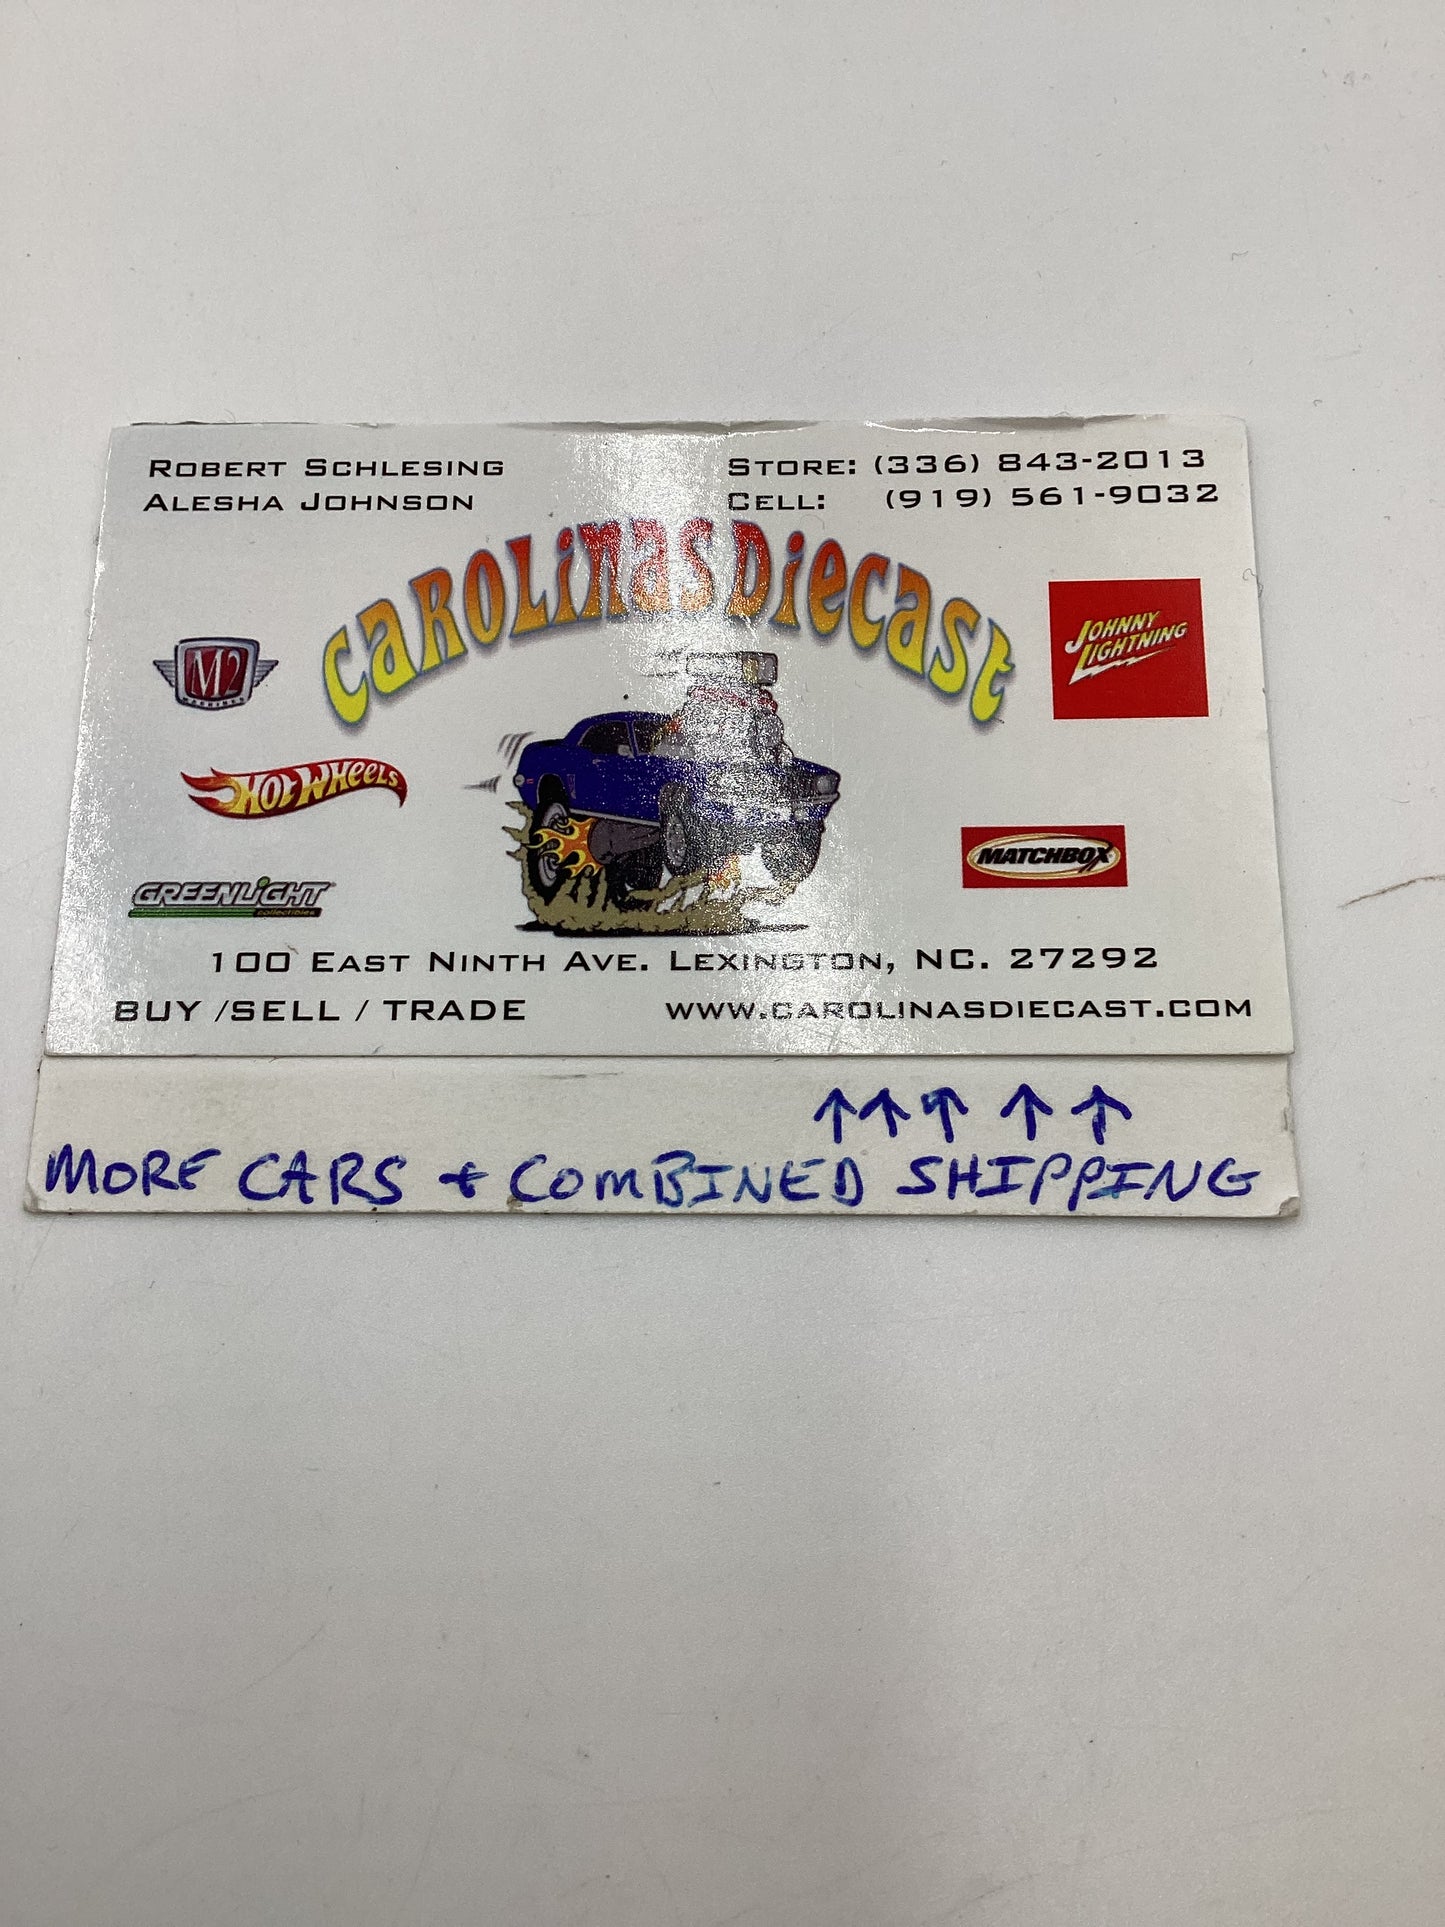 ROBERT SCHLESING
ALESHA JOHNSON
STORE: (336) 843-2013
CELL: (919) 561-9032
CAROLINAS DIECAST
M2
MACHINES
JOHNNY
LIGHTNING
HOT WHEELS
MATCHBOX
GREENLIGHT
collectibles
100 EAST NINTH AVE. LEXINGTON, NC. 27292
BUY /SELL / TRADE
WWW.CAROLINASDIECAST.COM
↑↑↑↑↑
MORE CARS + COMBINED SHIPPING